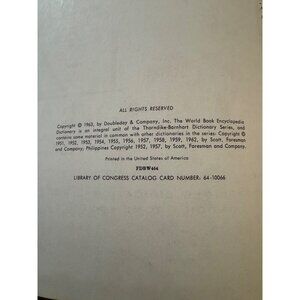 ALL RIGHTS RESERVED
Copyright © 1963, by Doubleday & Company, Inc. The World Book Encyclopedia
Dictionary is an integral unit of the Thorndike-Barnhart Dictionary Series, and
contains some material in common with other dictionaries in the series: Copyright ©
1951, 1952, 1953, 1954, 1955, 1956, 1957, 1958, 1959, 1962, by Scott, Foresman
and Company; Philippines Copyright 1952, 1957, by Scott, Foresman and Company.
Printed in the United States of America
FDBW464
LIBRARY OF CONGRESS CATALOG CARD NUMBER: 64-10066